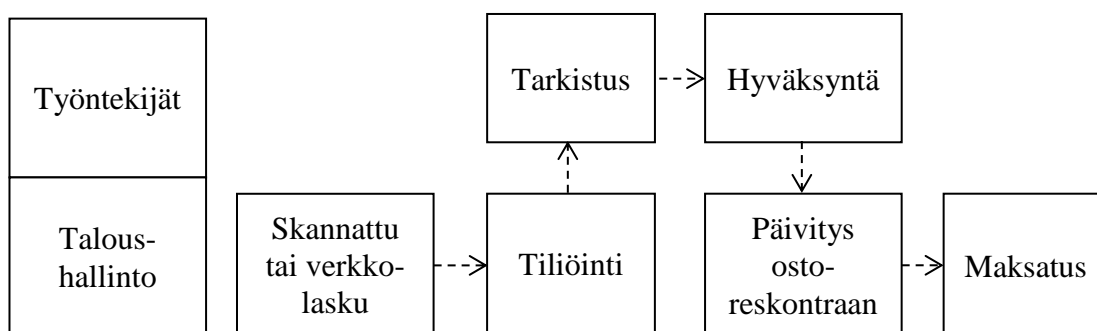 Työntekijät
Talous-
hallinto
Skannattu
tai verkko-
lasku
Tiliöinti
Tarkistus
Hyväksyntä
Päivitys
osto-
reskontraan
Maksatus